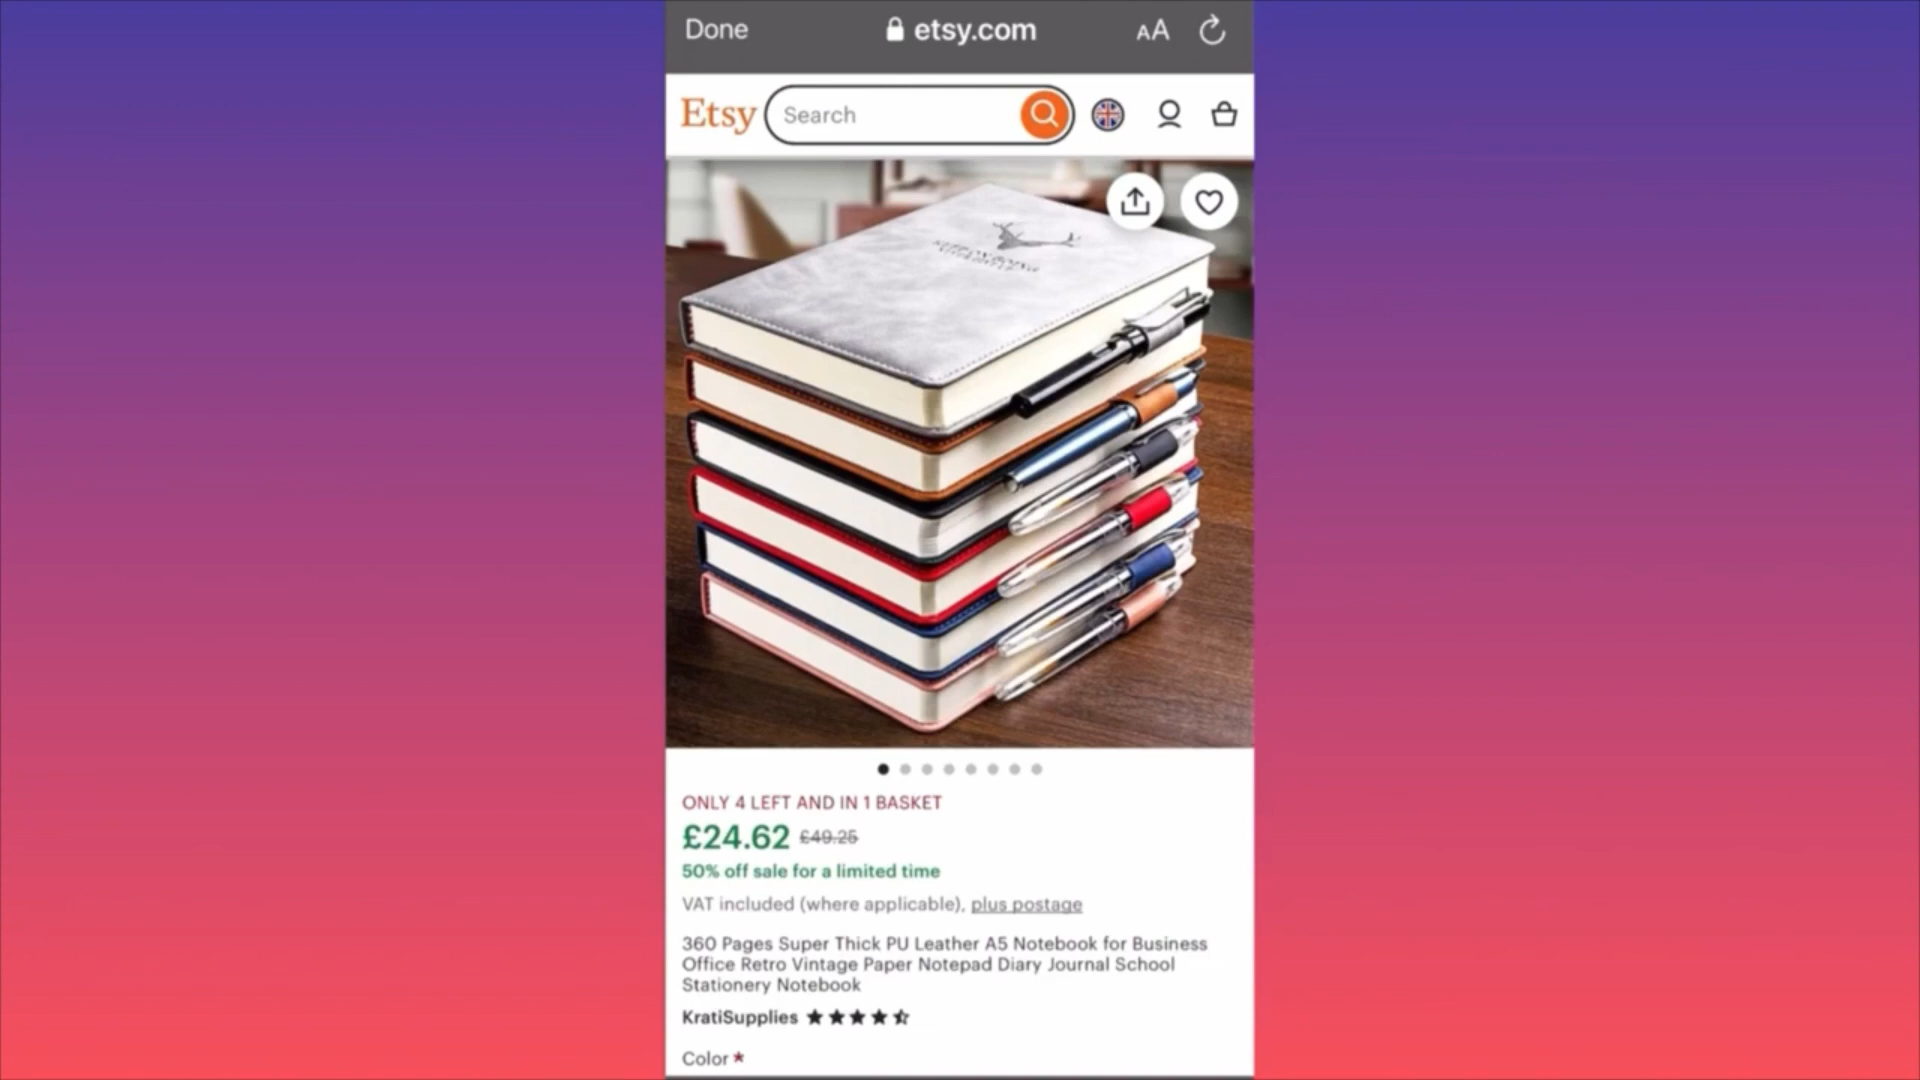 Done etsy.com AA
Etsy Search
ONLY 4 LEFT AND IN 1 BASKET
£24.62 £49.25
50% off sale for a limited time
VAT included (where applicable), plus postage
360 Pages Super Thick PU Leather A5 Notebook for Business
Office Retro Vintage Paper Notepad Diary Journal School
Stationery Notebook
KratiSupplies
Color *